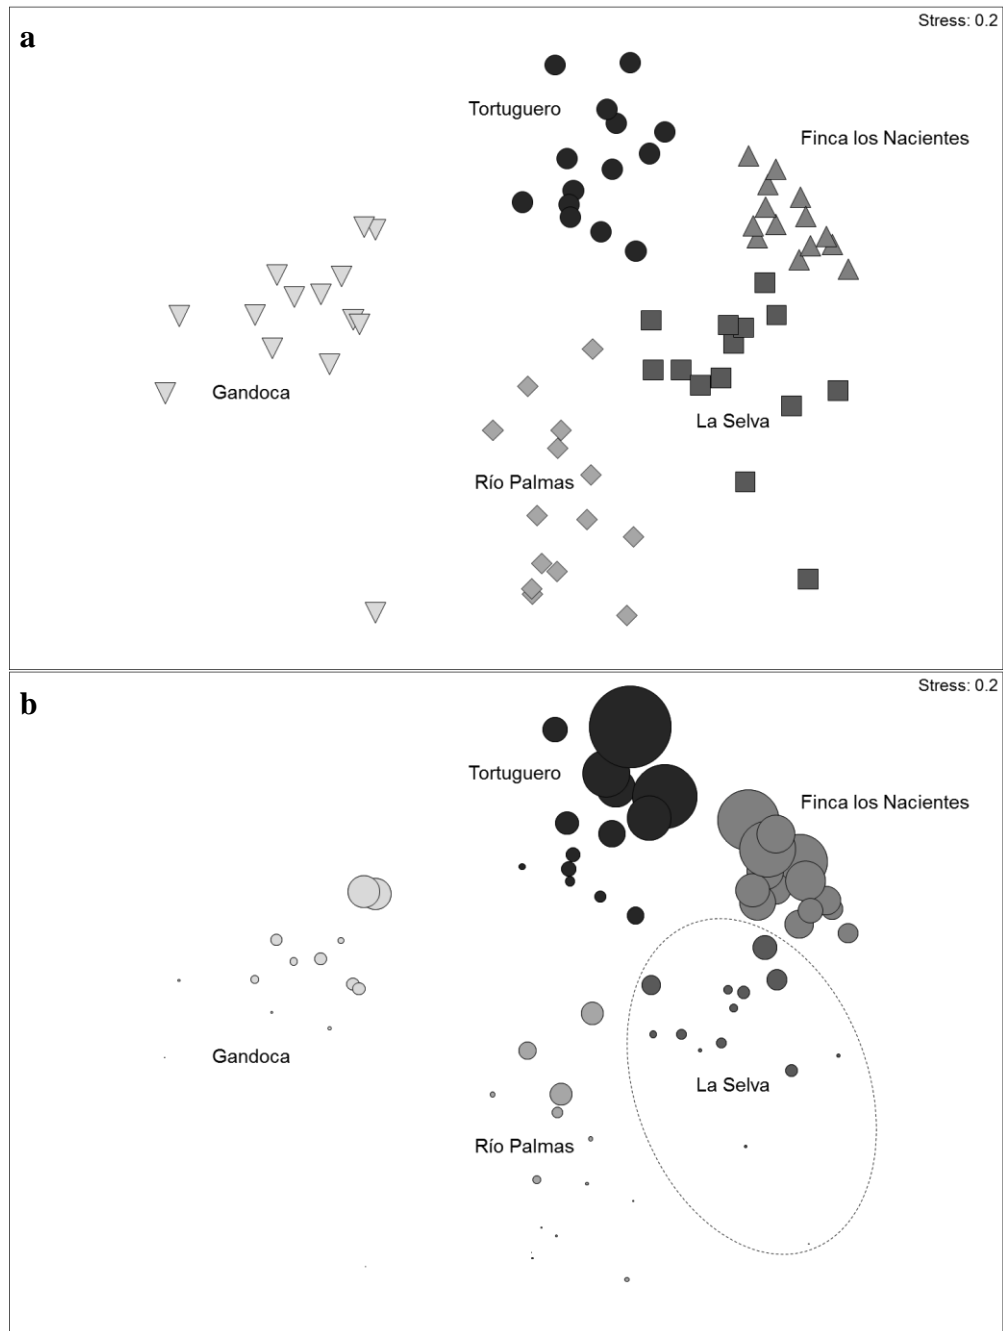 a
Stress: 0.2
Tortuguero
Finca los Nacientes
Gandoca
La Selva
Río Palmas
b
Stress: 0.2
Tortuguero
Finca los Nacientes
Gandoca
La Selva
Río Palmas